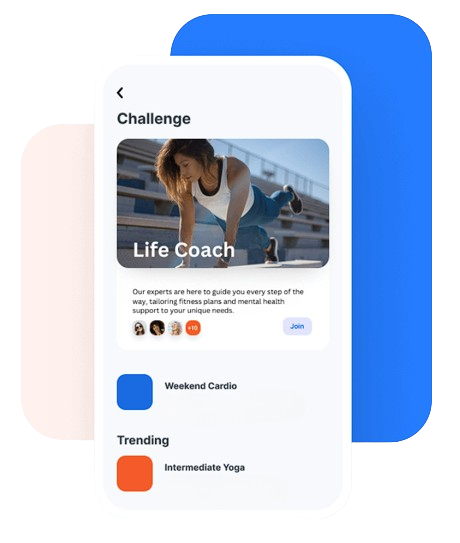 Challenge
Life Coach
Our experts are here to guide you every step of the
way, tailoring fitness plans and mental health
support to your unique needs.
+10
Join
Weekend Cardio
Trending
Intermediate Yoga